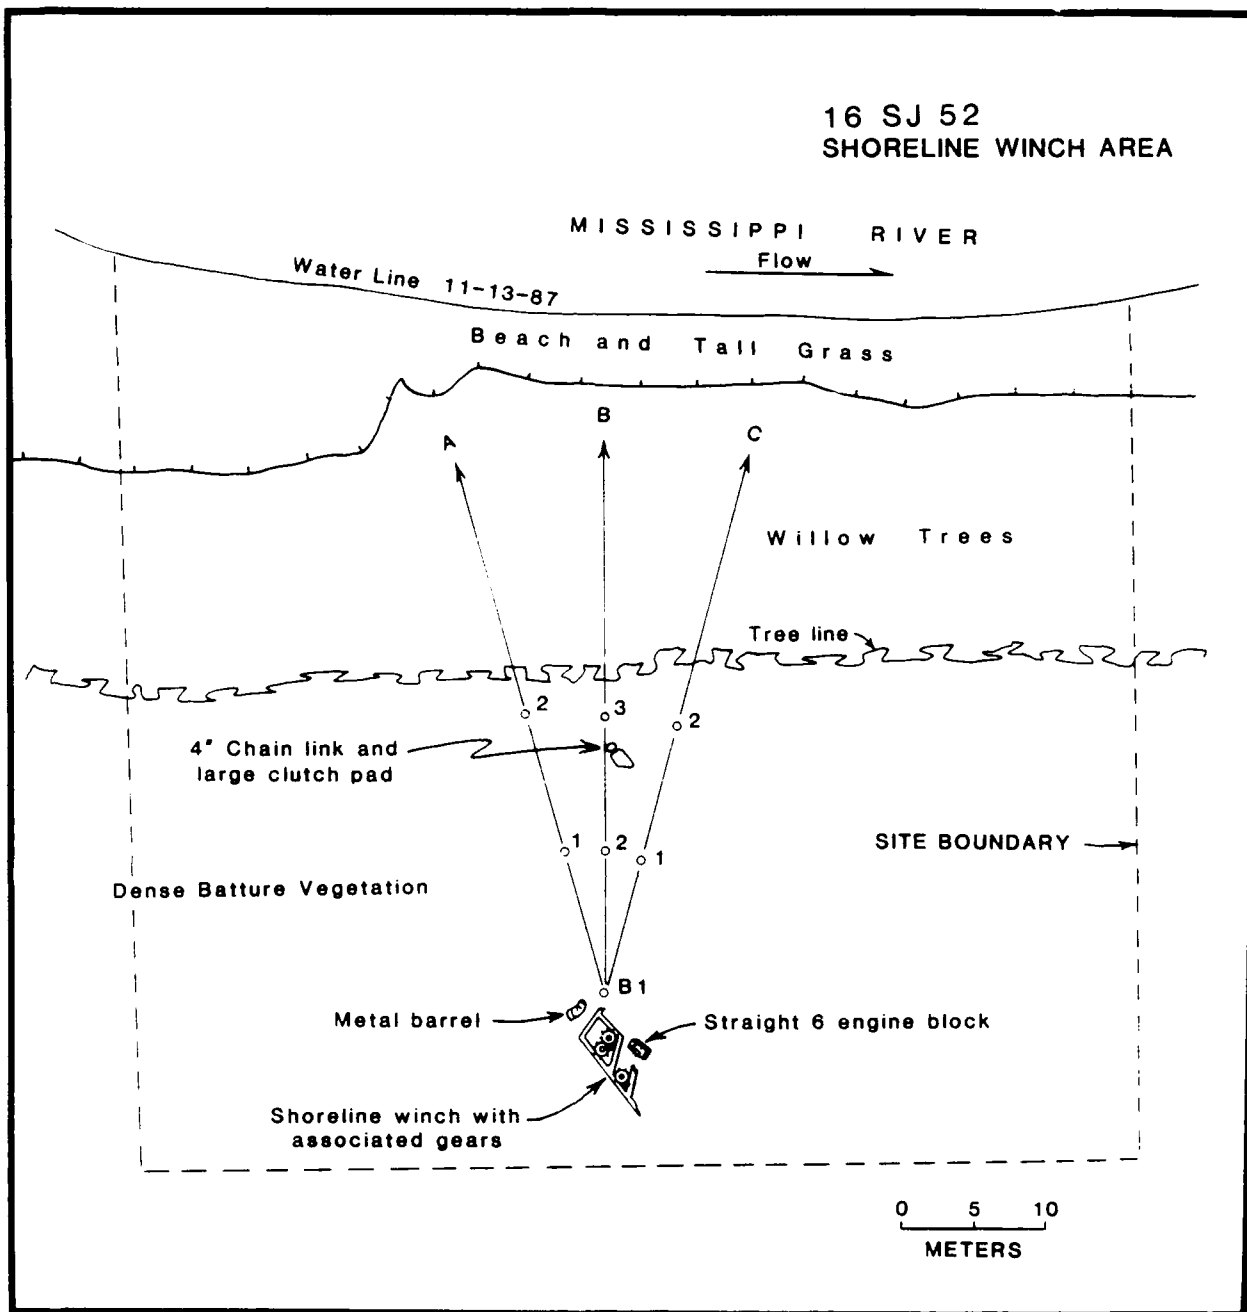 16 SJ 52
SHORELINE WINCH AREA
MISSISSIPPI RIVER
Flow
Water Line 11-13-87
Beach and Tall Grass
A
B
C
Willow Trees
Tree line
2
3
2
4" Chain link and
large clutch pad
1
2
1
SITE BOUNDARY
Dense Batture Vegetation
B1
Metal barrel
Straight 6 engine block
Shoreline winch with
associated gears
0 5 10
METERS